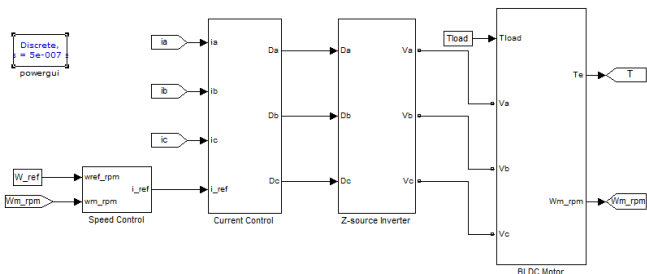 Discrete,
s = 5e-007 s
powergui
ia
ib
ic
W_ref
Wm_rpm
wref_rpm
wm_rpm
i_ref
Speed Control
ia
ib
ic
i_ref
Da
Db
Dc
Current Control
Da
Db
Dc
Va
Vb
Vc
Z-source Inverter
Tload
Tload
Va
Vb
Vc
Te
Wm_rpm
BLDC Motor
T
Wm_rpm